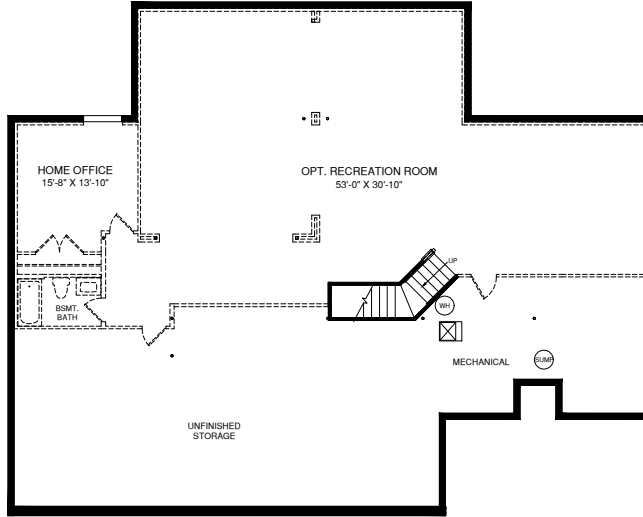 HOME OFFICE
15'-8" X 13'-10"
OPT. RECREATION ROOM
53'-0" X 30'-10"
UP
BSMT.
BATH
WH
MECHANICAL
SUMP
UNFINISHED
STORAGE